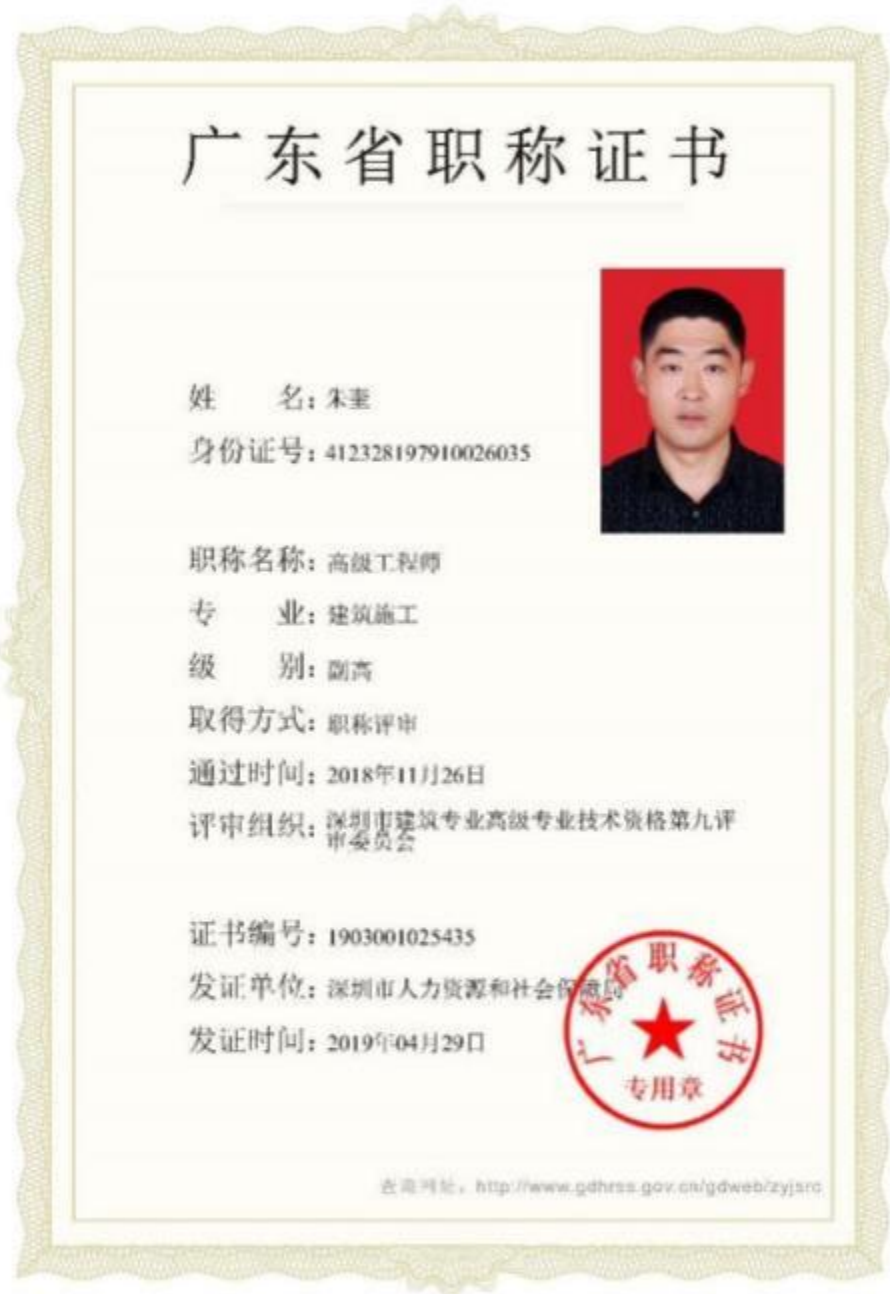 广东省职称证书
姓 名：朱奎
身份证号：412328197910026035
职称名称：高级工程师
专 业：建筑施工
级 别：副高
取得方式：职称评审
通过时间：2018年11月26日
评审组织：深圳市建筑专业高级专业技术资格第九评
审委员会
证书编号：1903001025435
发证单位：深圳市人力资源和社会保障局
发证时间：2019年04月29日
广东省职称证书
专用章
查询网址：http://www.gdhrss.gov.cn/gdweb/zyjsrc